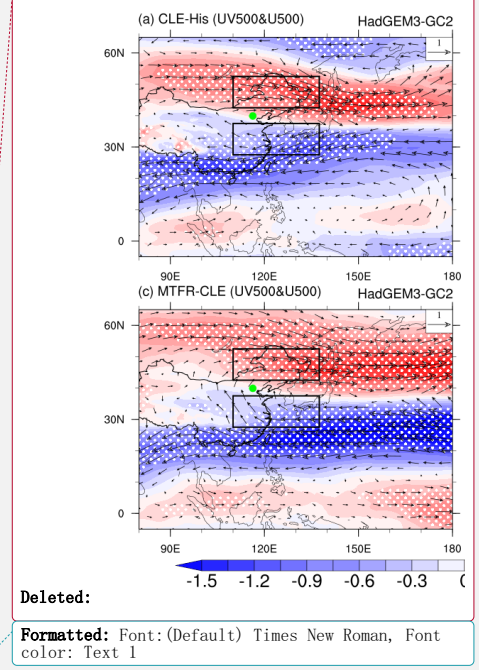 (a) CLE-His (UV500&U500) HadGEM3-GC2
1
60N
30N
0
90E 120E 150E 180
(c) MTFR-CLE (UV500&U500) HadGEM3-GC2
1
60N
30N
0
90E 120E 150E 180
-1.5 -1.2 -0.9 -0.6 -0.3
Deleted:
Formatted: Font:(Default) Times New Roman, Font
color: Text 1